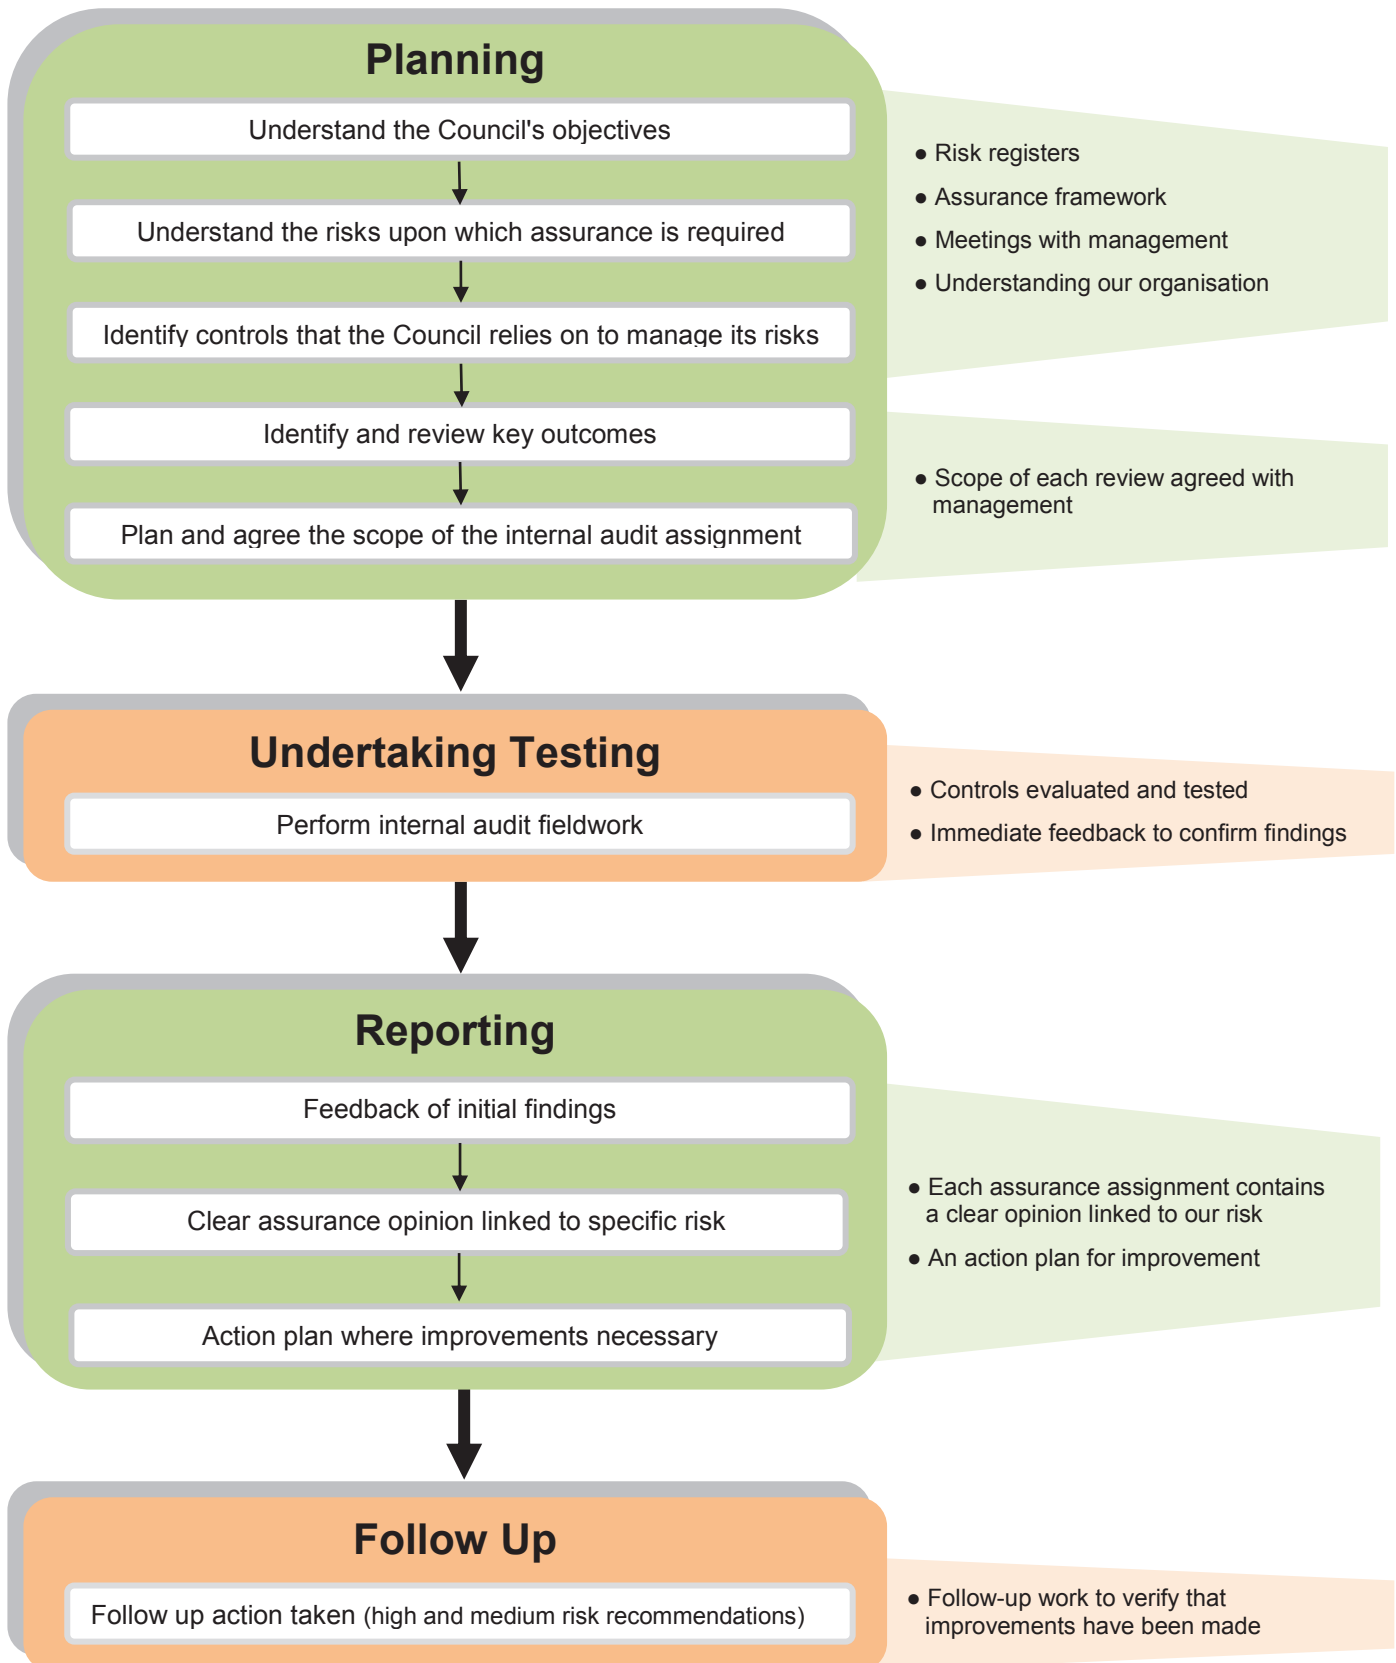 Planning
Understand the Council's objectives
Understand the risks upon which assurance is required
Identify controls that the Council relies on to manage its risks
Identify and review key outcomes
Plan and agree the scope of the internal audit assignment
● Risk registers
● Assurance framework
● Meetings with management
● Understanding our organisation
● Scope of each review agreed with
management
Undertaking Testing
Perform internal audit fieldwork
● Controls evaluated and tested
● Immediate feedback to confirm findings
Reporting
Feedback of initial findings
Clear assurance opinion linked to specific risk
Action plan where improvements necessary
● Each assurance assignment contains
a clear opinion linked to our risk
● An action plan for improvement
Follow Up
Follow up action taken (high and medium risk recommendations)
● Follow-up work to verify that
improvements have been made